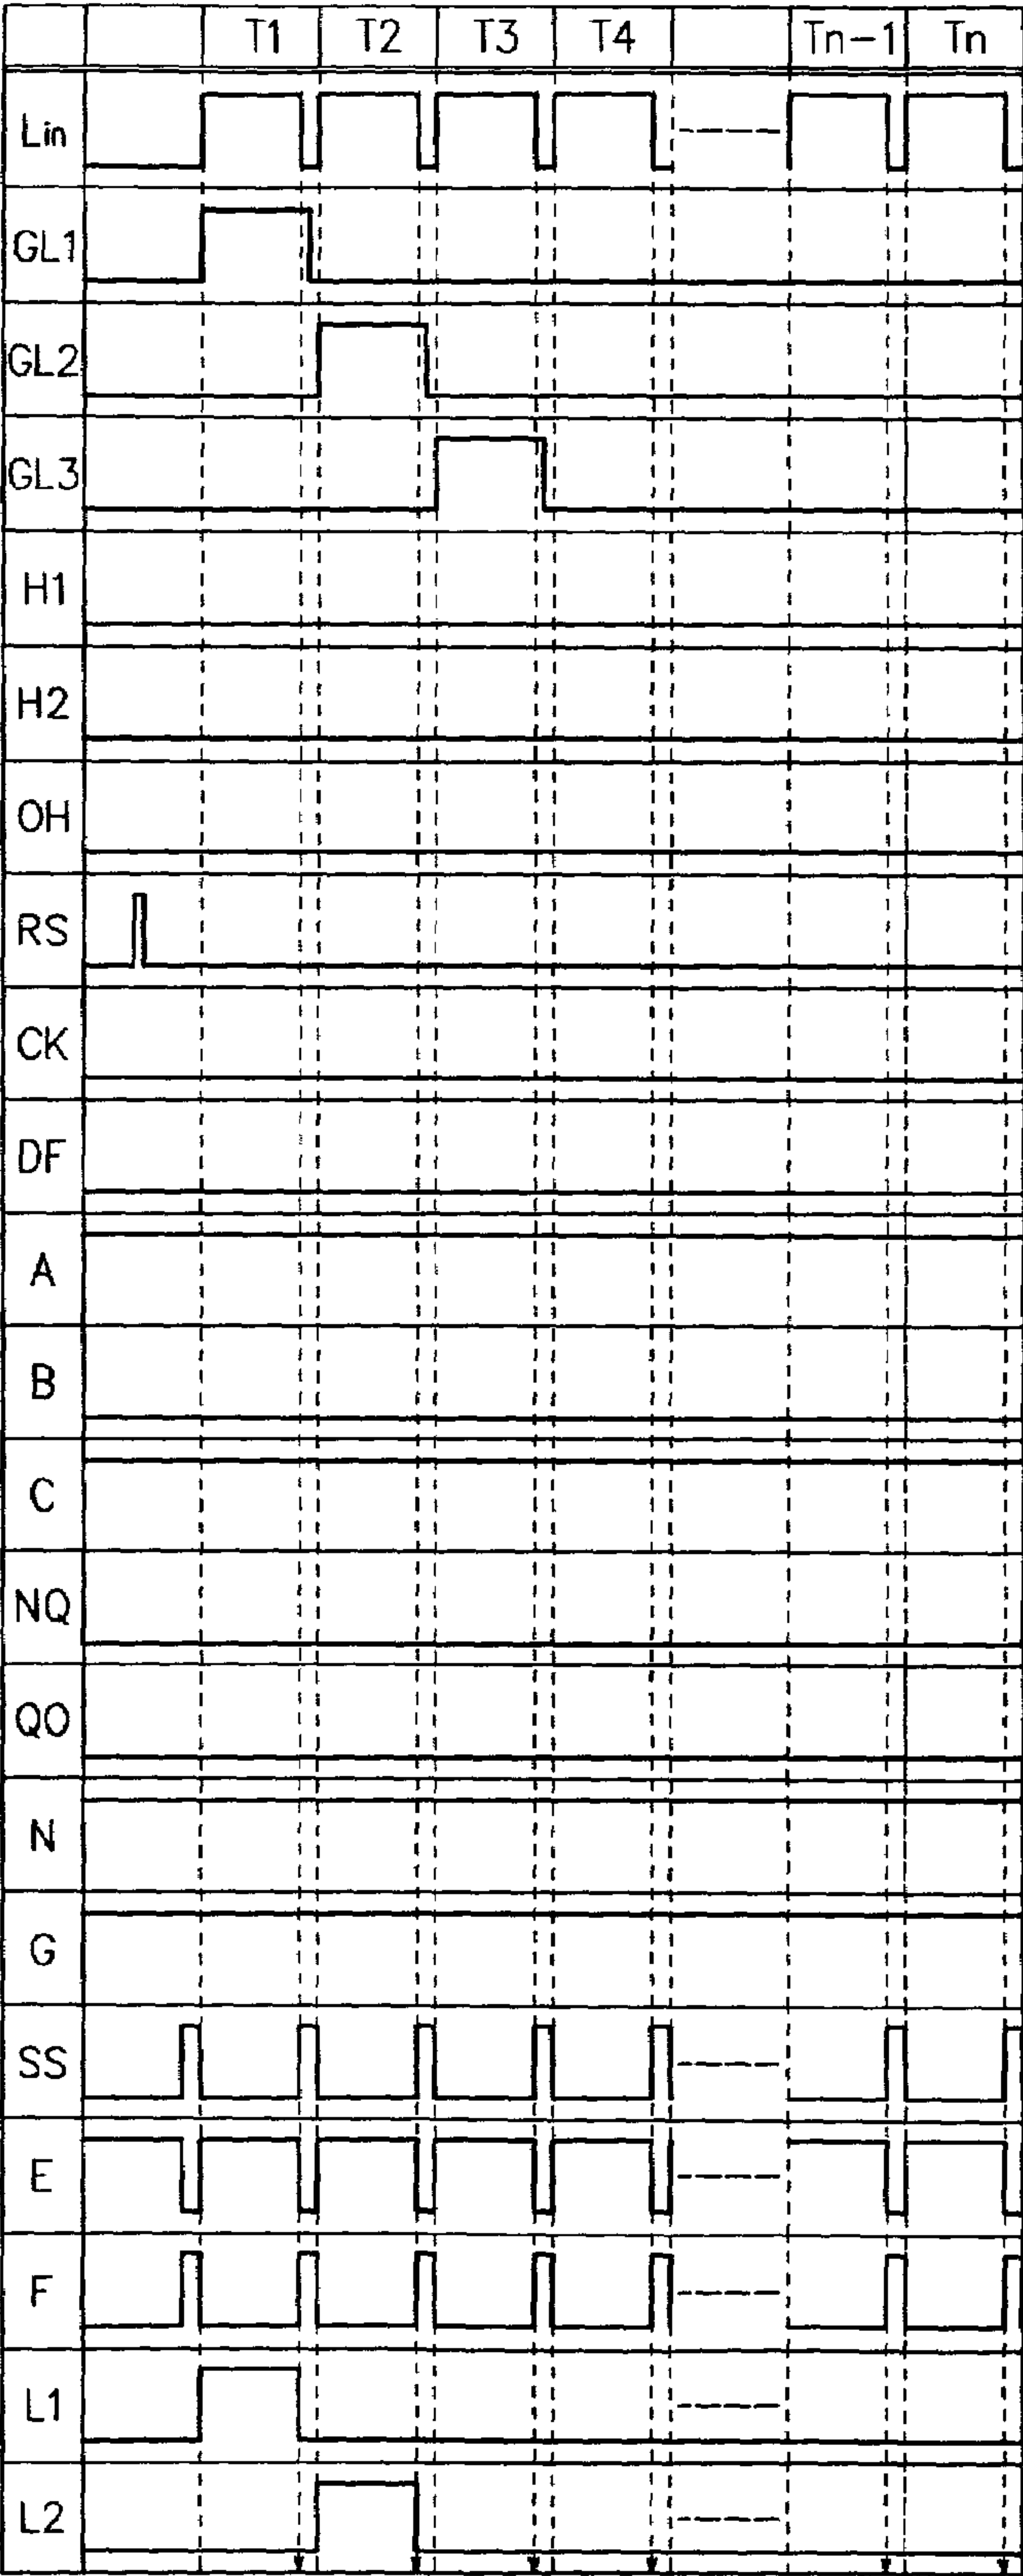 T1 T2 T3 T4 Tn-1 Tn
Lin
GL1
GL2
GL3
H1
H2
OH
RS
CK
DF
A
B
C
NQ
QO
N
G
SS
E
F
L1
L2